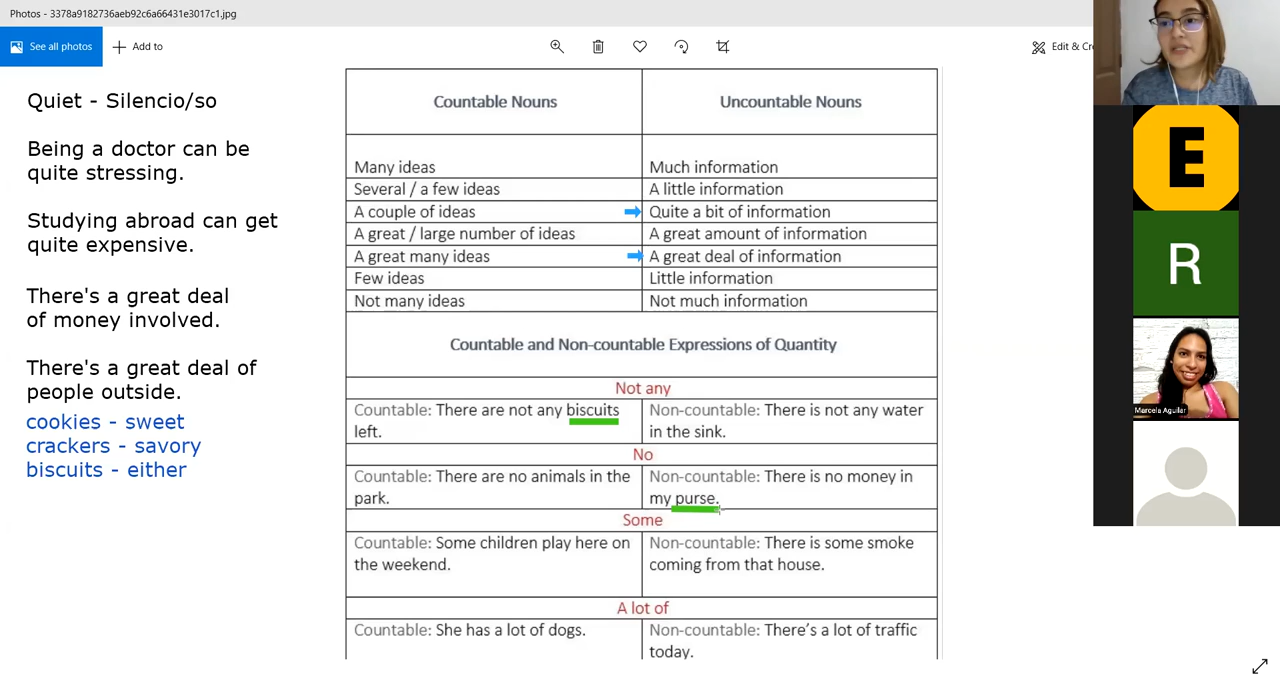 Photos - 3378a9182736aeb92c6a66431e3017c1.jpg
See all photos
Add to
Edit & Cr
Quiet - Silencio/so
Being a doctor can be
quite stressing.
Studying abroad can get
quite expensive.
There's a great deal
of money involved.
There's a great deal of
people outside.
cookies - sweet
crackers - savory
biscuits - either
Countable Nouns
Uncountable Nouns
Many ideas
Much information
Several / a few ideas
A little information
A couple of ideas
Quite a bit of information
A great / large number of ideas
A great amount of information
A great many ideas
A great deal of information
Few ideas
Little information
Not many ideas
Not much information
Countable and Non-countable Expressions of Quantity
Not any
Countable: There are not any biscuits
left.
Non-countable: There is not any water
in the sink.
No
Countable: There are no animals in the
park.
Non-countable: There is no money in
my purse.
Some
Countable: Some children play here on
the weekend.
Non-countable: There is some smoke
coming from that house.
A lot of
Countable: She has a lot of dogs.
Non-countable: There's a lot of traffic
today.
E
R
Marcela Aguilar